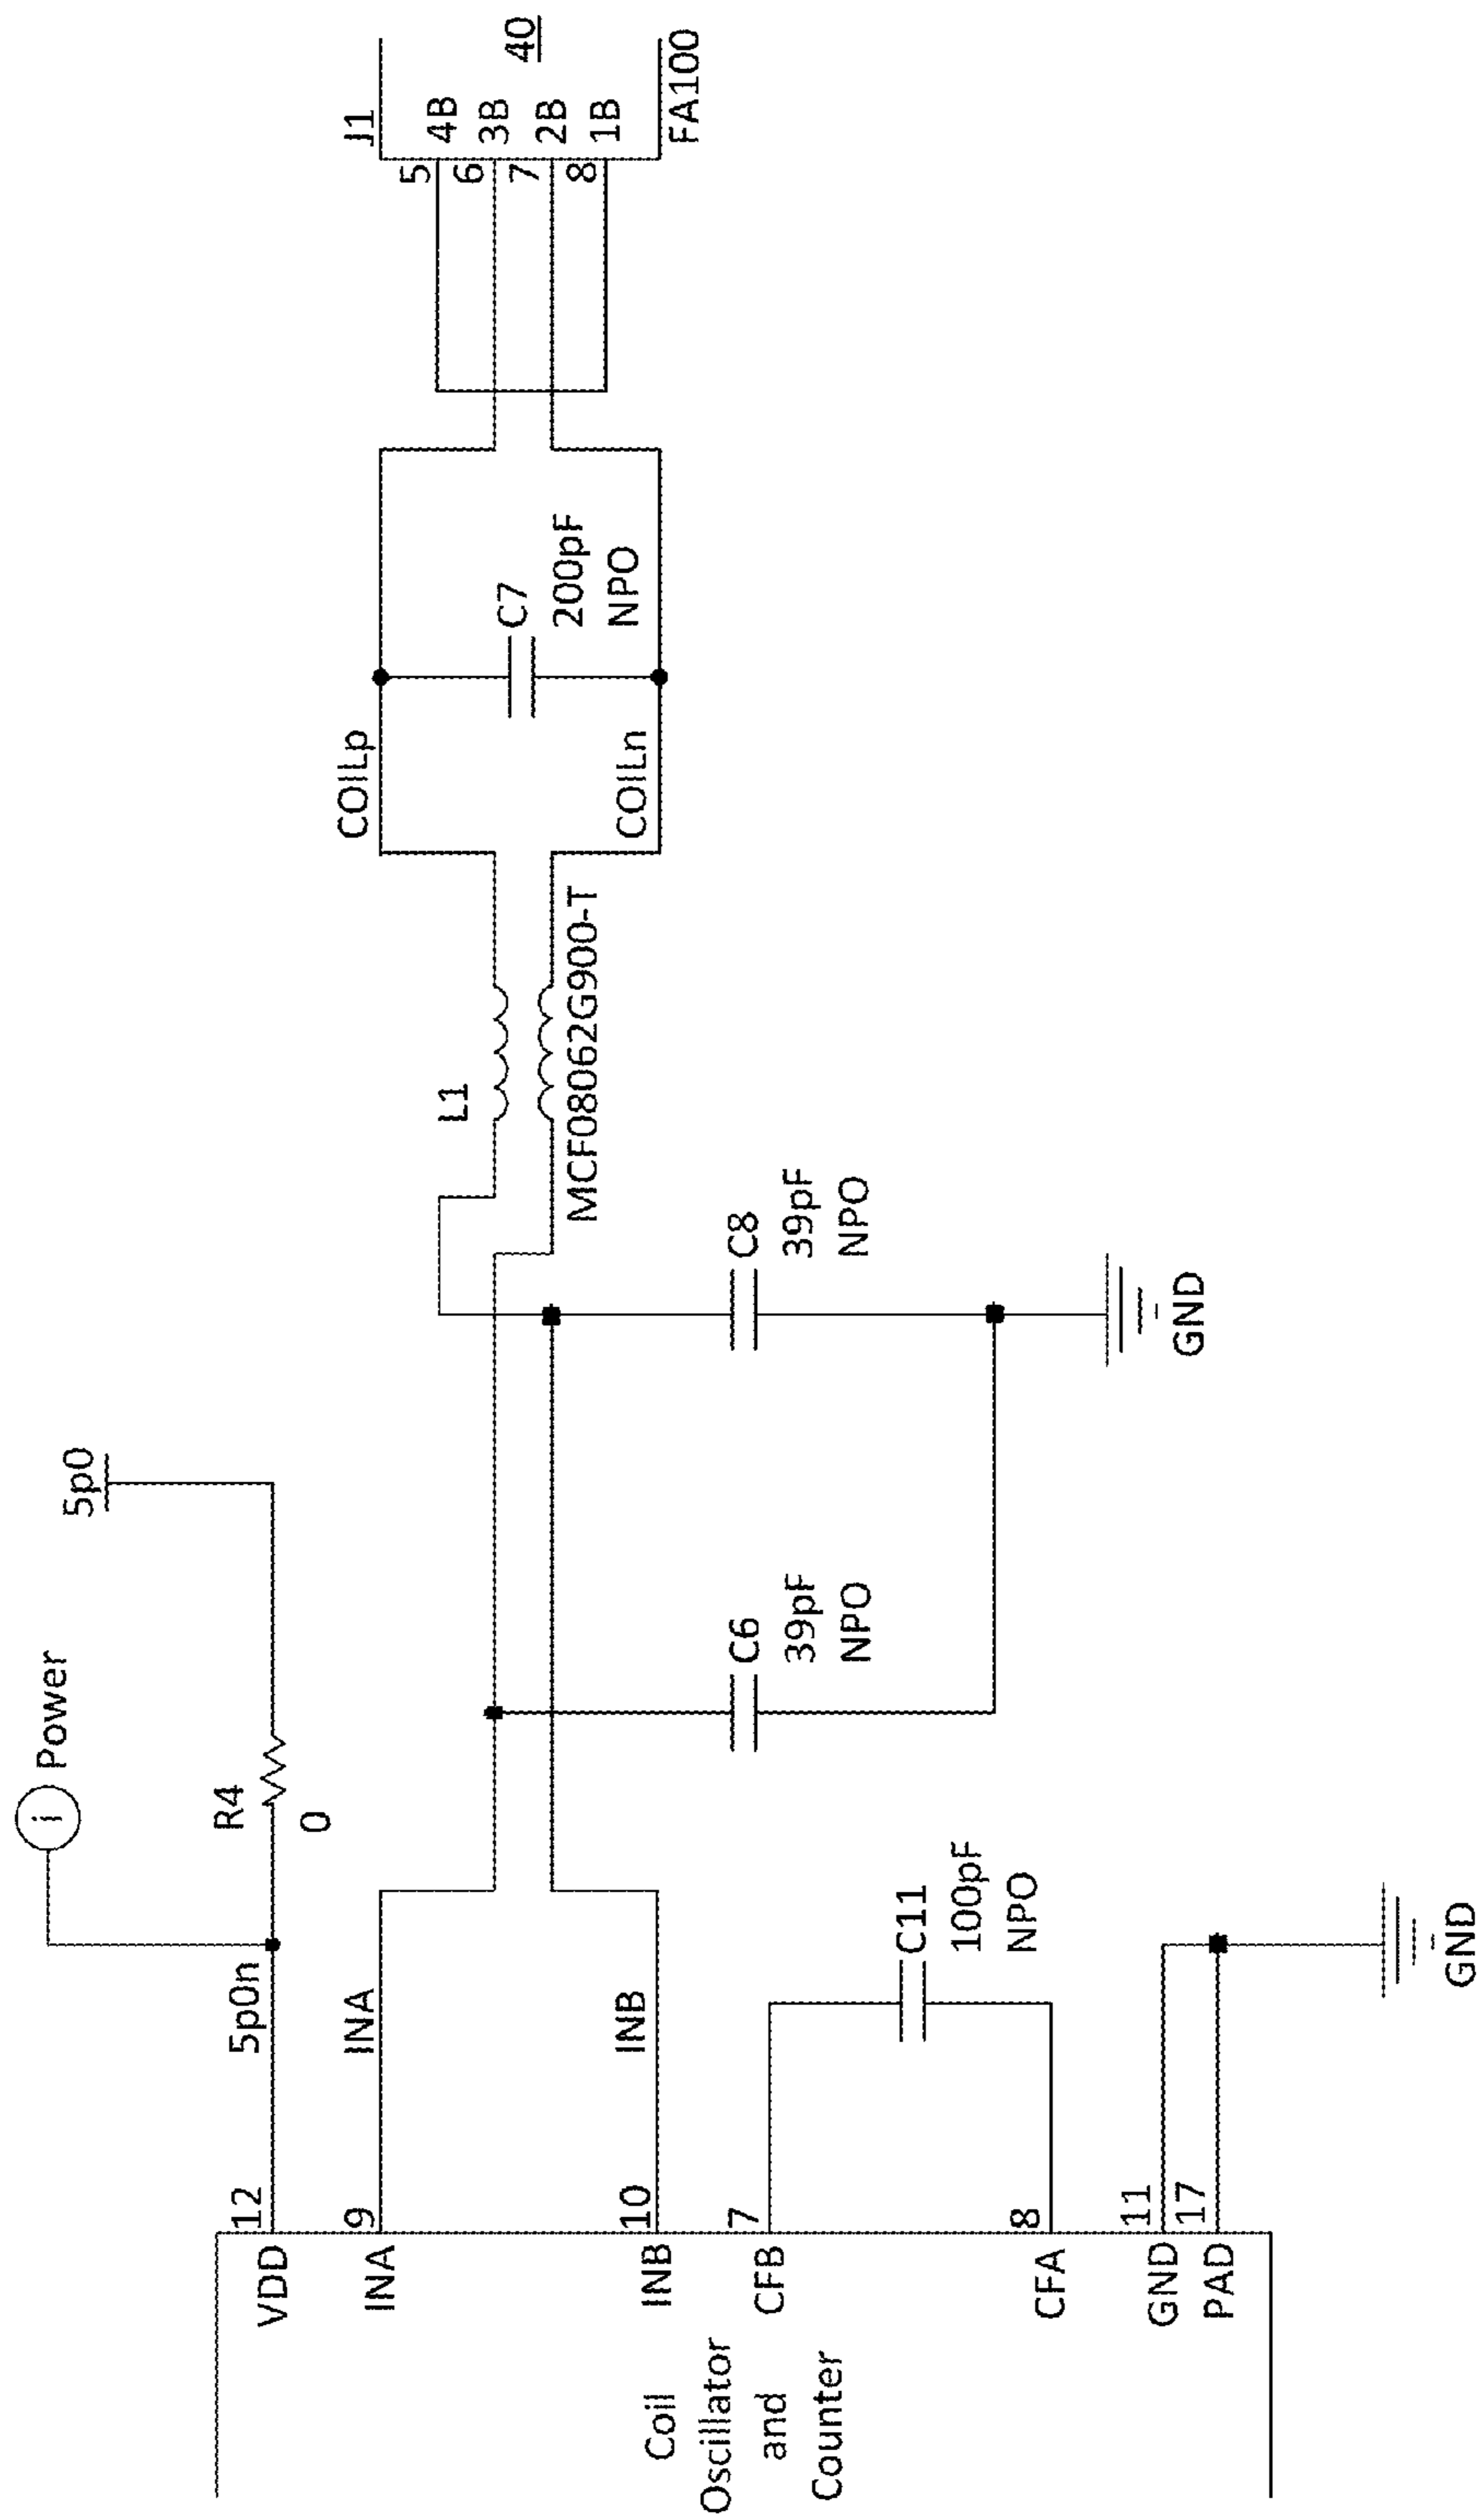 Power
5p0
R4
0
5p0n
12
VDD
9
INA
INA
10
INB
INB
7
CFB
8
CFA
11
GND
17
PAD
Coil
Oscillator
and
Counter
C11
100pF
NPO
GND
C6
39pF
NPO
C8
39pF
NPO
GND
L1
MCF08062G900-T
COILp
COILn
C7
200pF
NPO
J1
5
4B
6
3B
7
2B
8
1B
40
FA100
i